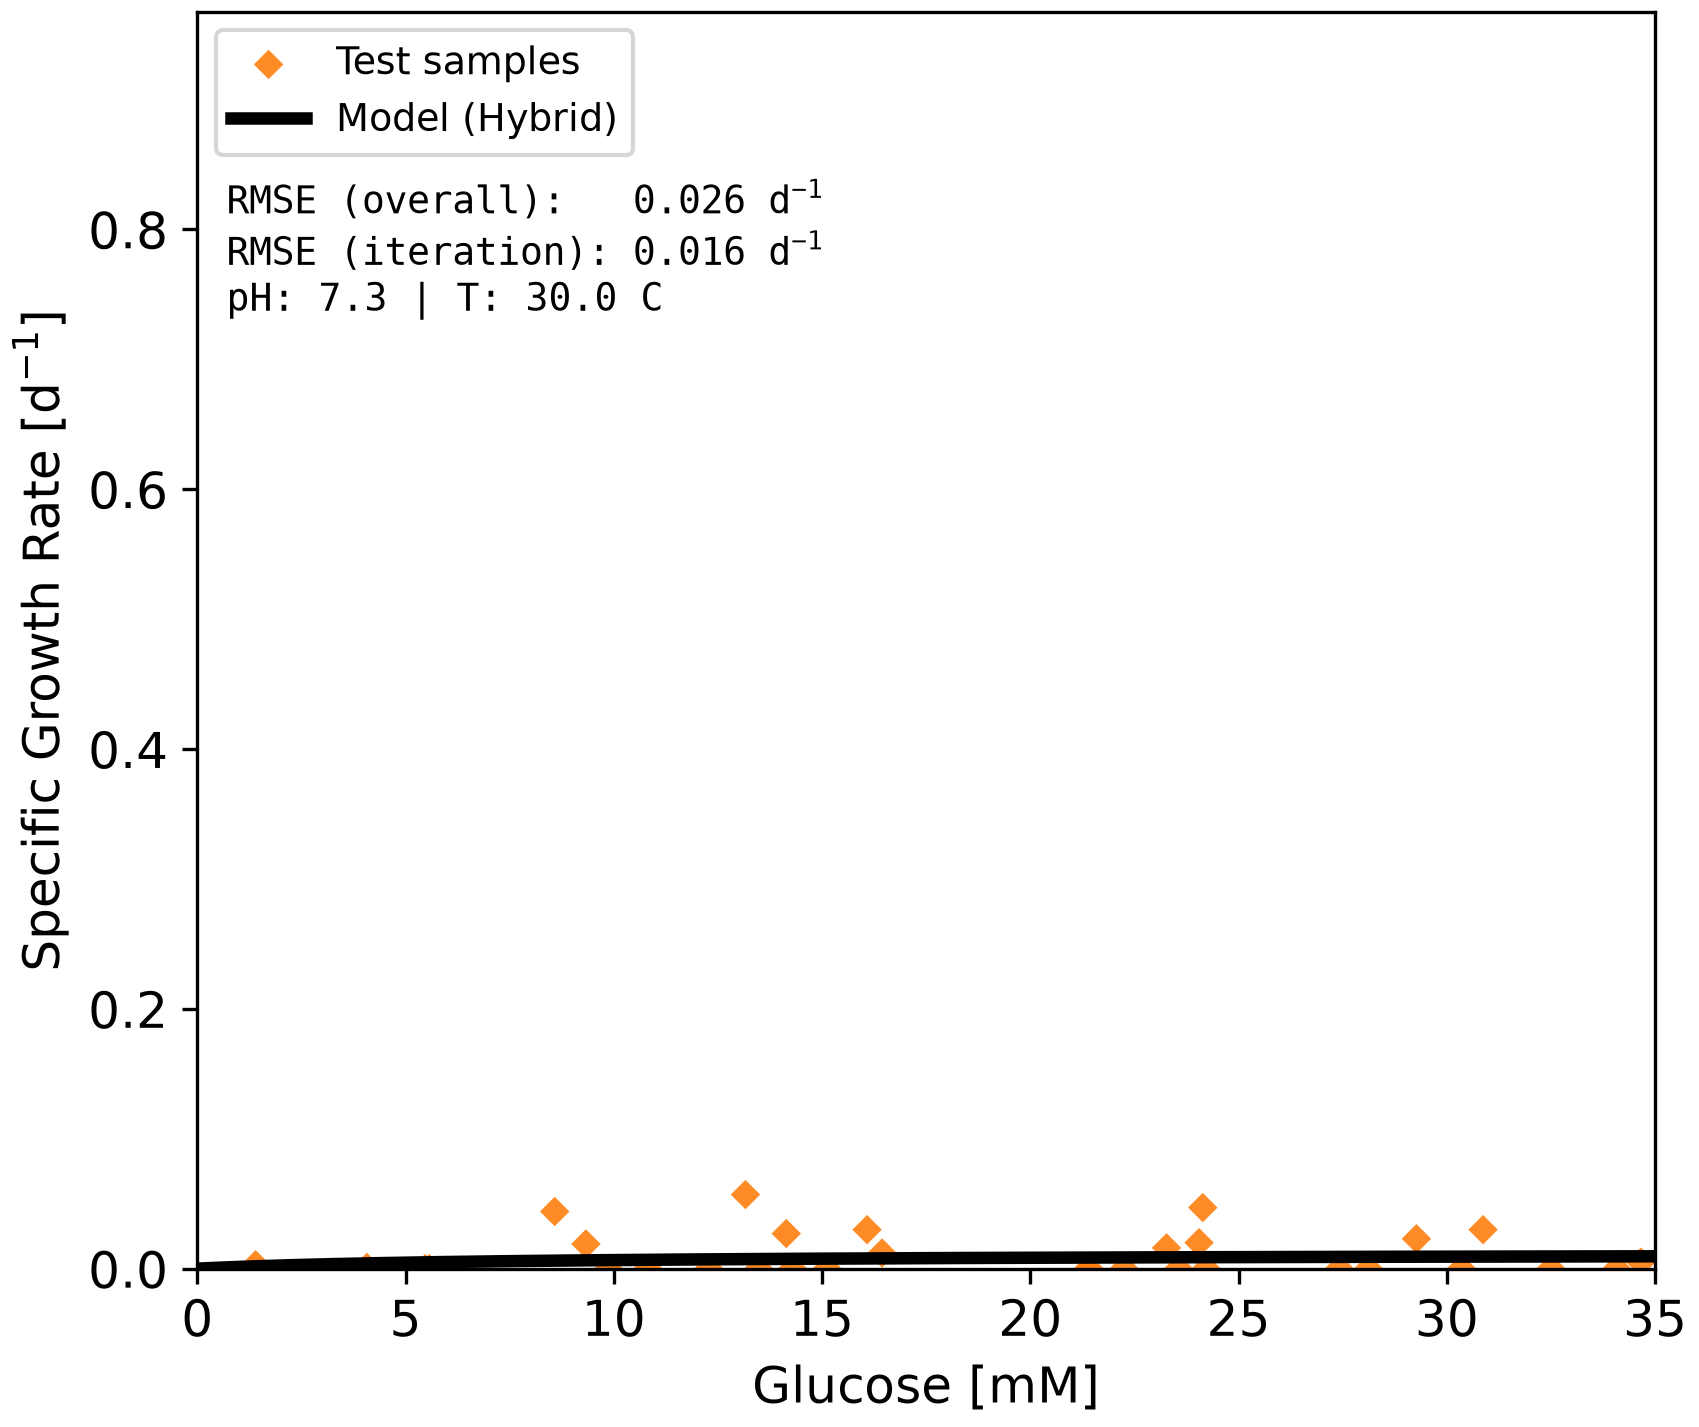 Test samples
Model (Hybrid)
RMSE (overall): 0.026 d⁻¹
RMSE (iteration): 0.016 d⁻¹
pH: 7.3 | T: 30.0 C
Specific Growth Rate [d⁻¹]
0.8
0.6
0.4
0.2
0.0
0 5 10 15 20 25 30 35
Glucose [mM]